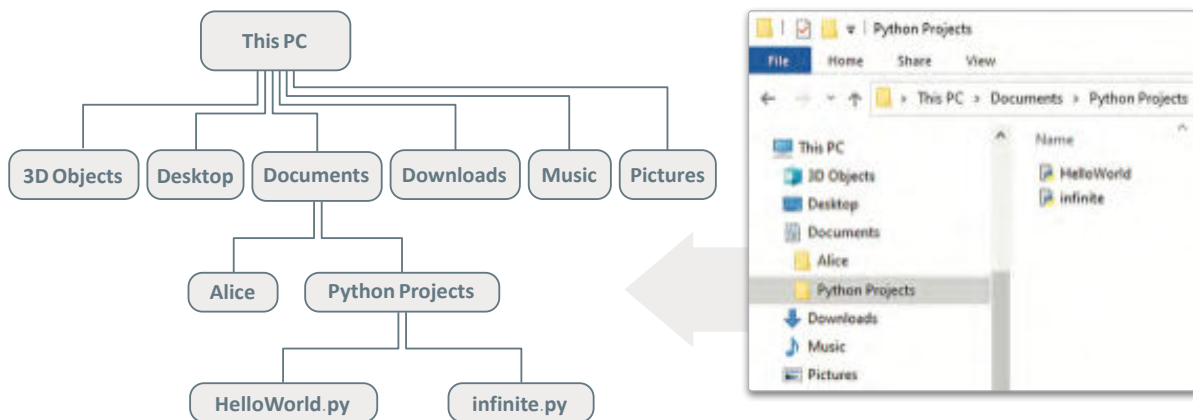 This PC
3D Objects
Desktop
Documents
Downloads
Music
Pictures
Alice
Python Projects
HelloWorld.py
infinite.py
Python Projects
File Home Share View
This PC > Documents > Python Projects
Name
This PC
3D Objects
Desktop
Documents
Alice
Python Projects
Downloads
Music
Pictures
HelloWorld
infinite